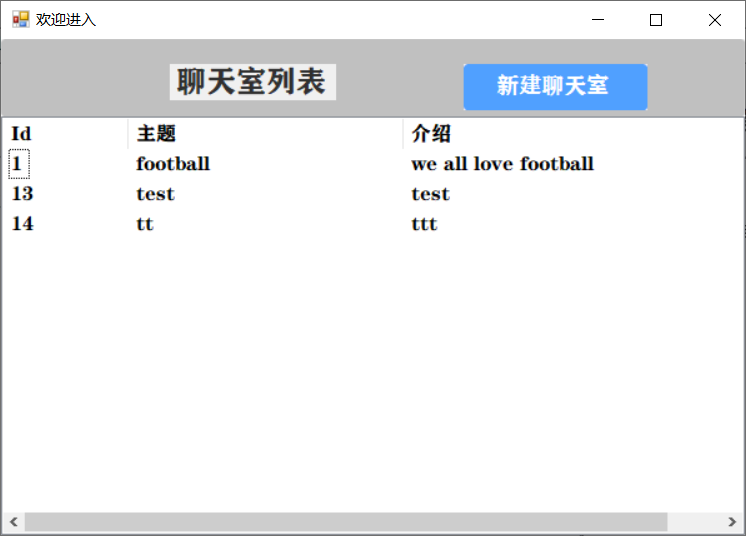 欢迎进入
聊天室列表 新建聊天室
Id 主题 介绍
1 football we all love football
13 test test
14 tt ttt